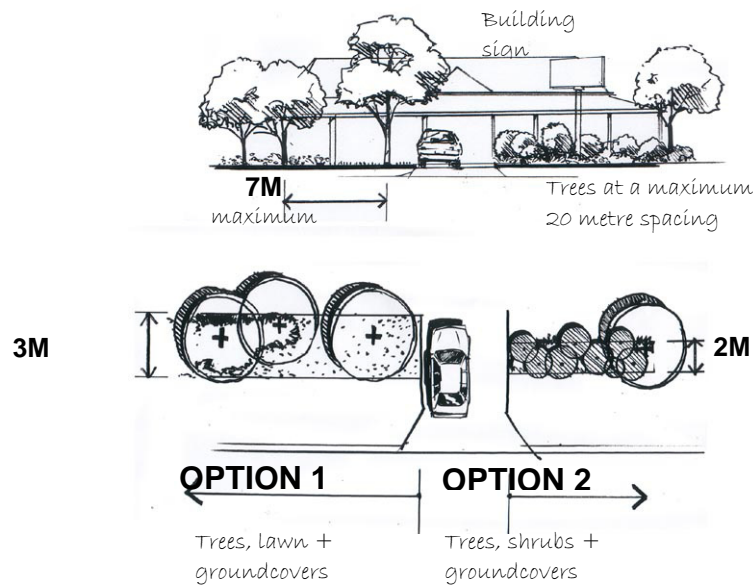 Building
sign
7M
maximum
Trees at a maximum
20 metre spacing
3M
2M
OPTION 1
OPTION 2
Trees, lawn +
groundcovers
Trees, shrubs +
groundcovers